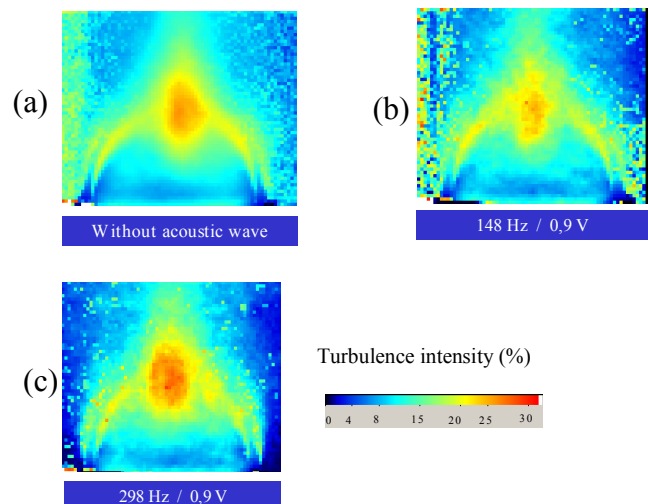 (a)
Without acoustic wave
(b)
148 Hz / 0,9 V
(c)
298 Hz / 0,9 V
Turbulence intensity (%)
0 4 8 15 20 25 30